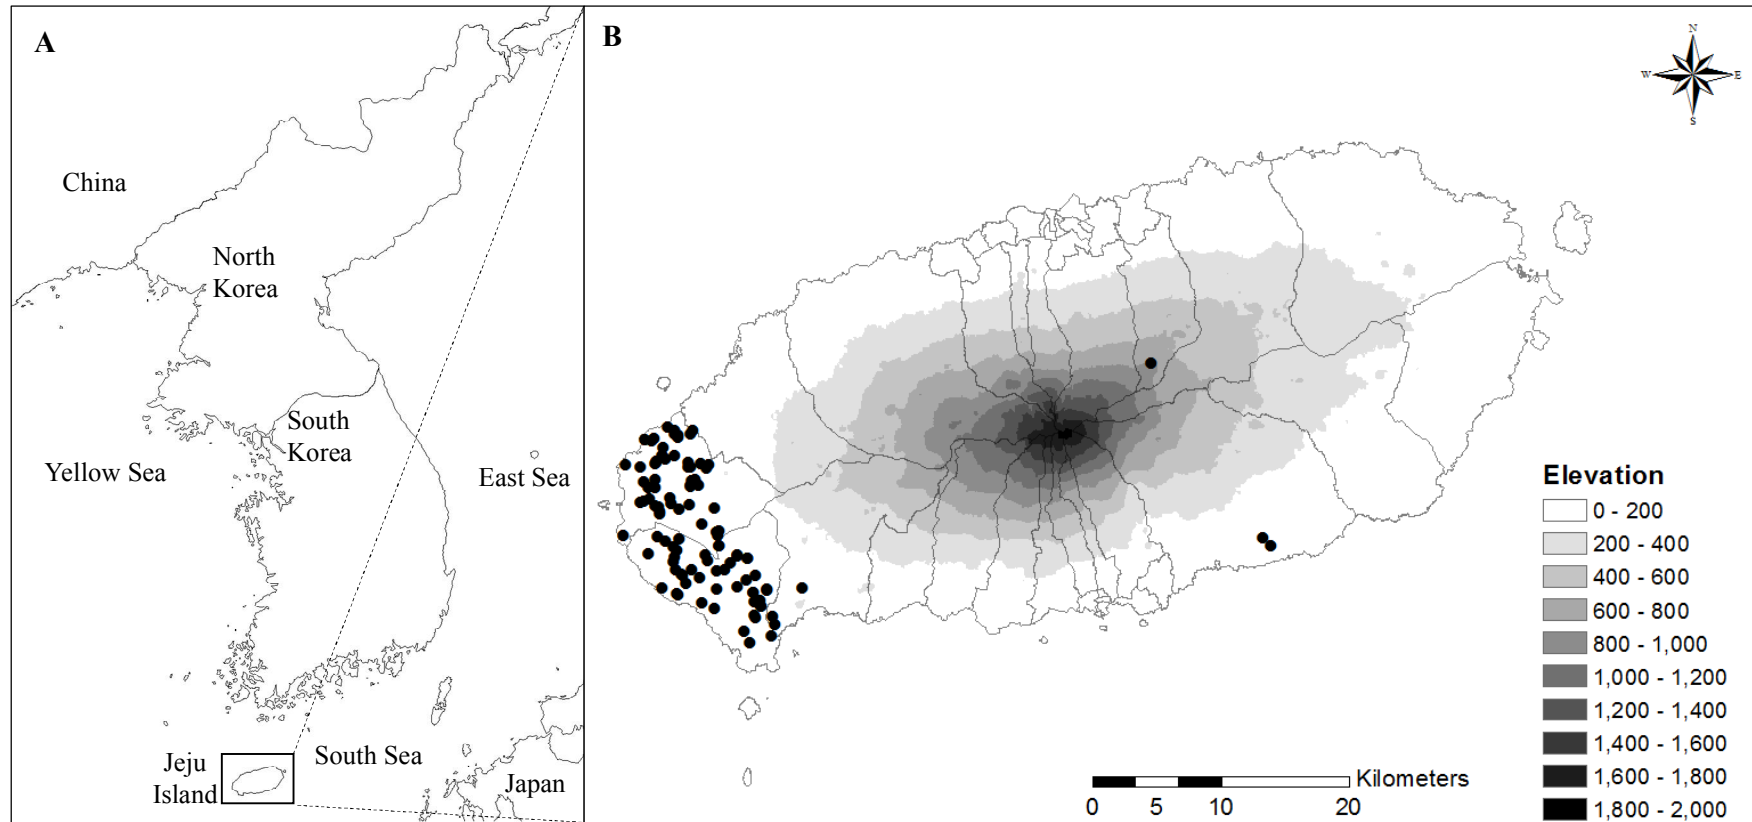 A
China
North
Korea
South
Korea
Yellow Sea
East Sea
Jeju
Island
South Sea
Japan
B
N
W
E
S
Elevation
0 - 200
200 - 400
400 - 600
600 - 800
800 - 1,000
1,000 - 1,200
1,200 - 1,400
1,400 - 1,600
1,600 - 1,800
1,800 - 2,000
Kilometers
0 5 10 20